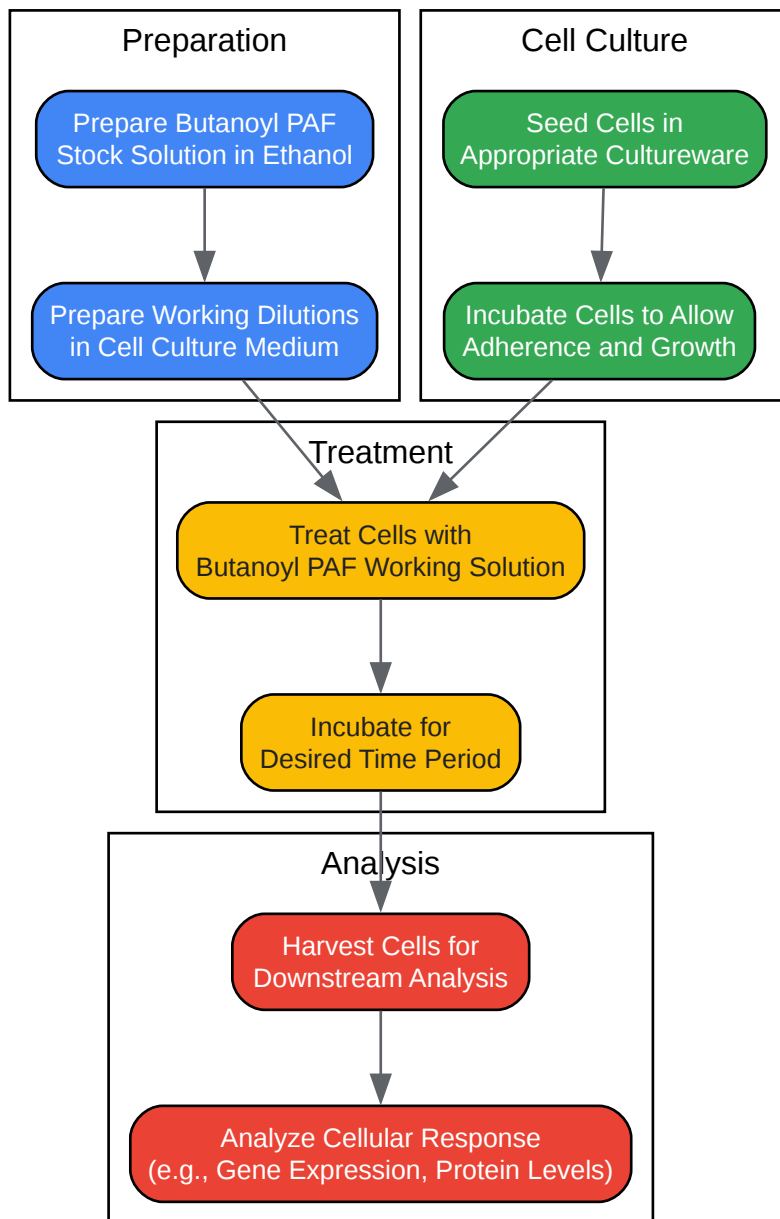 Preparation
Prepare Butanoyl PAF
Stock Solution in Ethanol
Prepare Working Dilutions
in Cell Culture Medium
Cell Culture
Seed Cells in
Appropriate Cultureware
Incubate Cells to Allow
Adherence and Growth
Treatment
Treat Cells with
Butanoyl PAF Working Solution
Incubate for
Desired Time Period
Analysis
Harvest Cells for
Downstream Analysis
Analyze Cellular Response
(e.g., Gene Expression, Protein Levels)